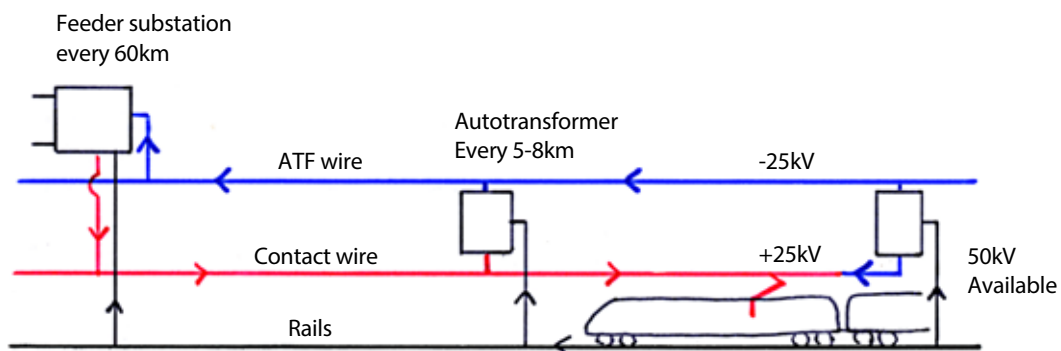 Feeder substation
every 60km
Autotransformer
Every 5-8km
ATF wire
-25kV
Contact wire
+25kV
50kV
Available
Rails